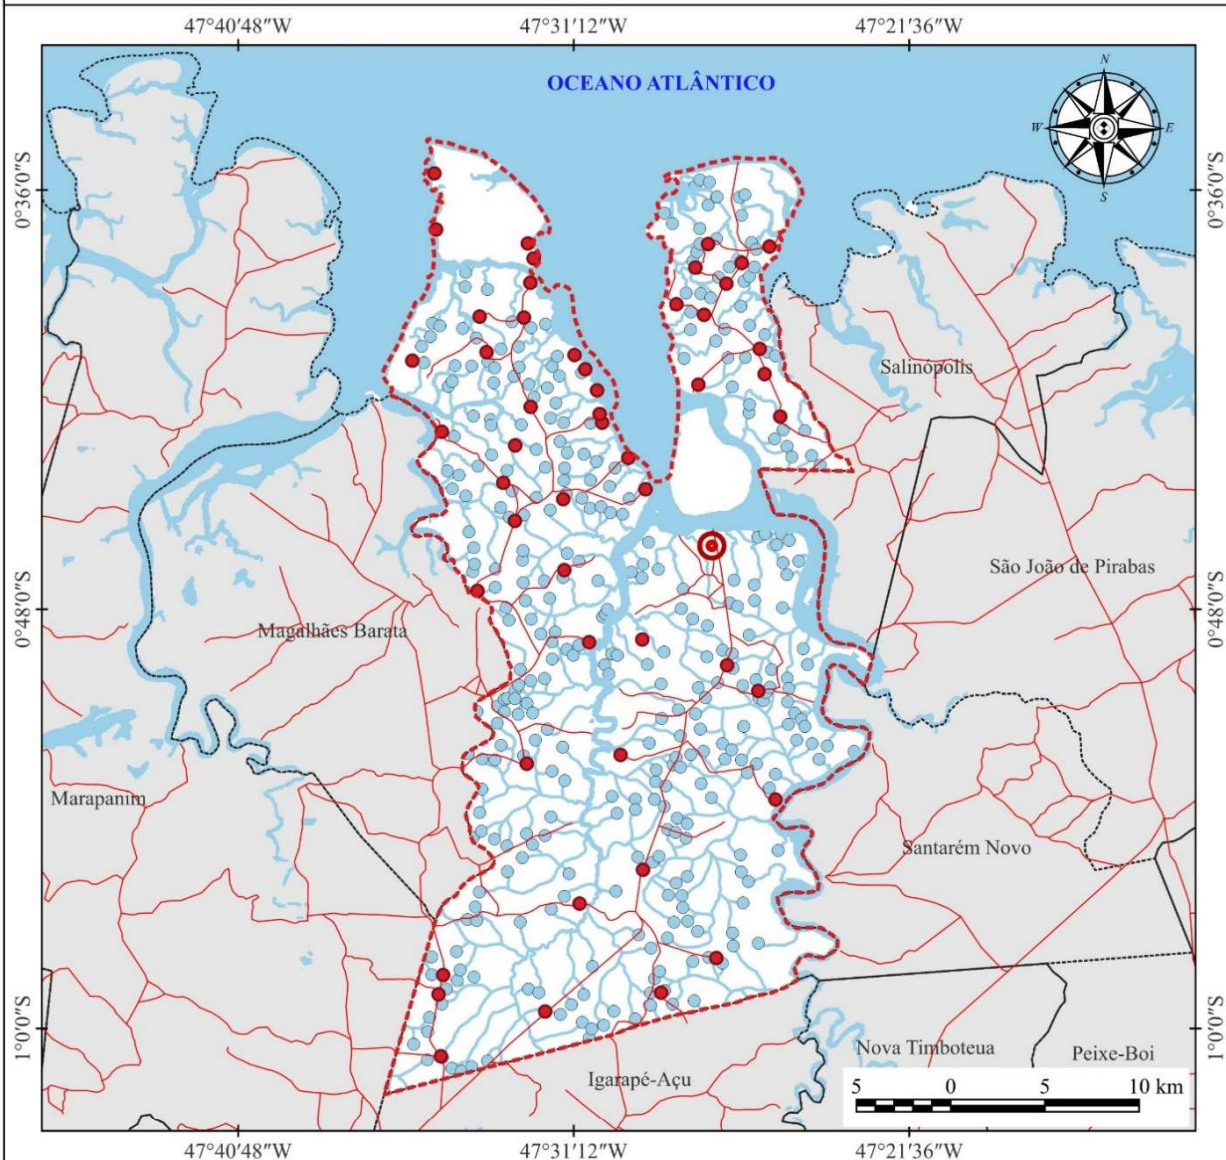 47°40'48"W
47°31'12"W
47°21'36"W
OCEANO ATLÂNTICO
N
W
E
S
0°36'0"S
0°36'0"S
Salinópolis
São João de Pirabas
0°48'0"S
0°48'0"S
Magalhães Barata
Marapanim
Santarém Novo
1°0'0"S
1°0'0"S
Nova Timboteua
Peixe-Boi
Igarapé-Açu
5 0 5 10 km
47°40'48"W
47°31'12"W
47°21'36"W